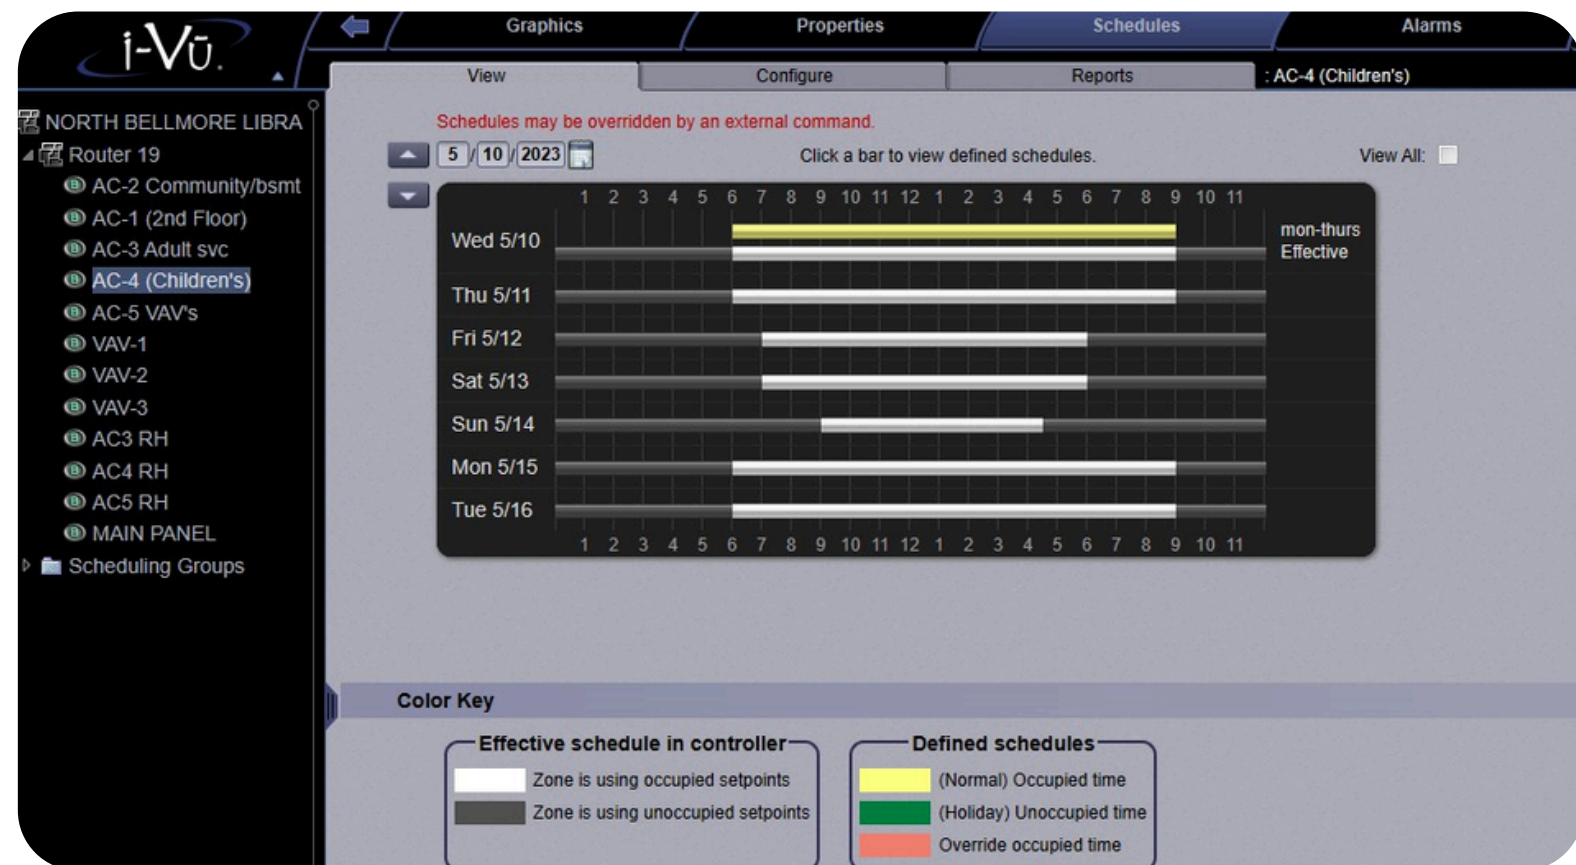 i-Vū.
Graphics Properties Schedules Alarms
View Configure Reports : AC-4 (Children's)
NORTH BELLMORE LIBRA
Router 19
AC-2 Community/bsmt
AC-1 (2nd Floor)
AC-3 Adult svc
AC-4 (Children's)
AC-5 VAV's
VAV-1
VAV-2
VAV-3
AC3 RH
AC4 RH
AC5 RH
MAIN PANEL
Scheduling Groups
Schedules may be overridden by an external command.
5 / 10 / 2023 Click a bar to view defined schedules. View All:
1 2 3 4 5 6 7 8 9 10 11 12 1 2 3 4 5 6 7 8 9 10 11
Wed 5/10 mon-thurs
Effective
Thu 5/11
Fri 5/12
Sat 5/13
Sun 5/14
Mon 5/15
Tue 5/16
1 2 3 4 5 6 7 8 9 10 11 12 1 2 3 4 5 6 7 8 9 10 11
Color Key
Effective schedule in controller
Zone is using occupied setpoints
Zone is using unoccupied setpoints
Defined schedules
(Normal) Occupied time
(Holiday) Unoccupied time
Override occupied time